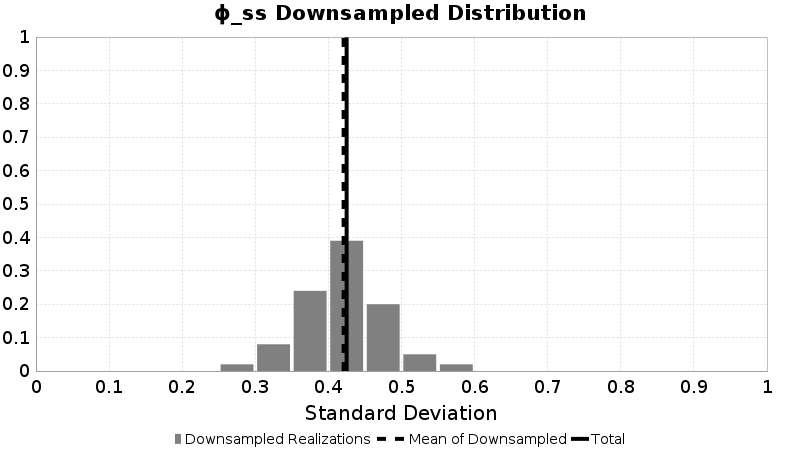 ϕ_ss Downsampled Distribution
1
0.9
0.8
0.7
0.6
0.5
0.4
0.3
0.2
0.1
0
0 0.1 0.2 0.3 0.4 0.5 0.6 0.7 0.8 0.9 1
Standard Deviation
Downsampled Realizations Mean of Downsampled Total